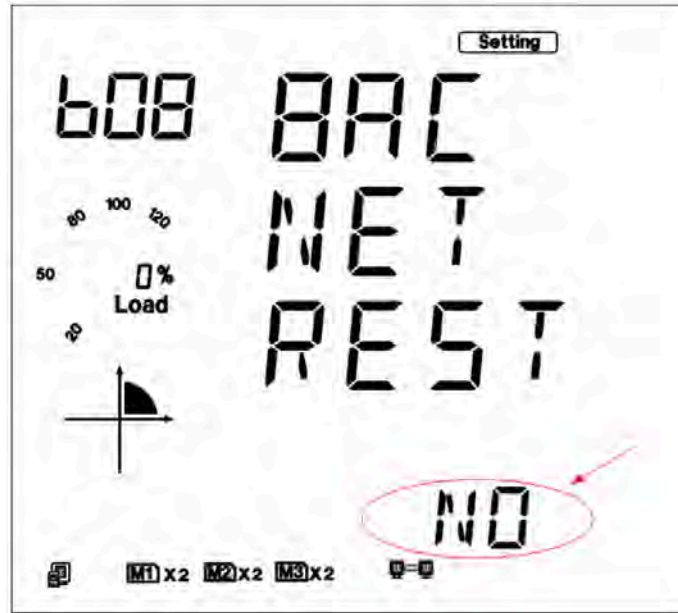 Setting
b08 BAC
NET
REST
80 100 120
50 0%
Load
20
NO
M1 X2 M2 X2 M3 X2